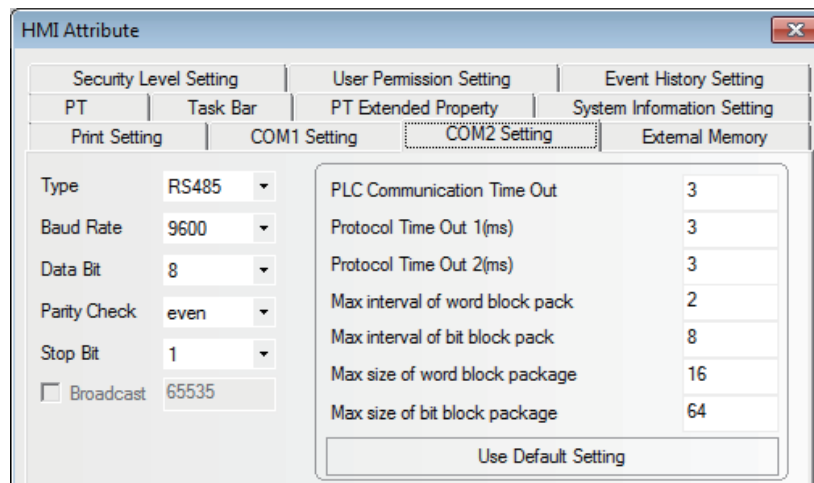 HMI Attribute
Security Level Setting User Permission Setting Event History Setting
PT Task Bar PT Extended Property System Information Setting
Print Setting COM1 Setting COM2 Setting External Memory
Type RS485
Baud Rate 9600
Data Bit 8
Parity Check even
Stop Bit 1
Broadcast 65535
PLC Communication Time Out 3
Protocol Time Out 1(ms) 3
Protocol Time Out 2(ms) 3
Max interval of word block pack 2
Max interval of bit block pack 8
Max size of word block package 16
Max size of bit block package 64
Use Default Setting